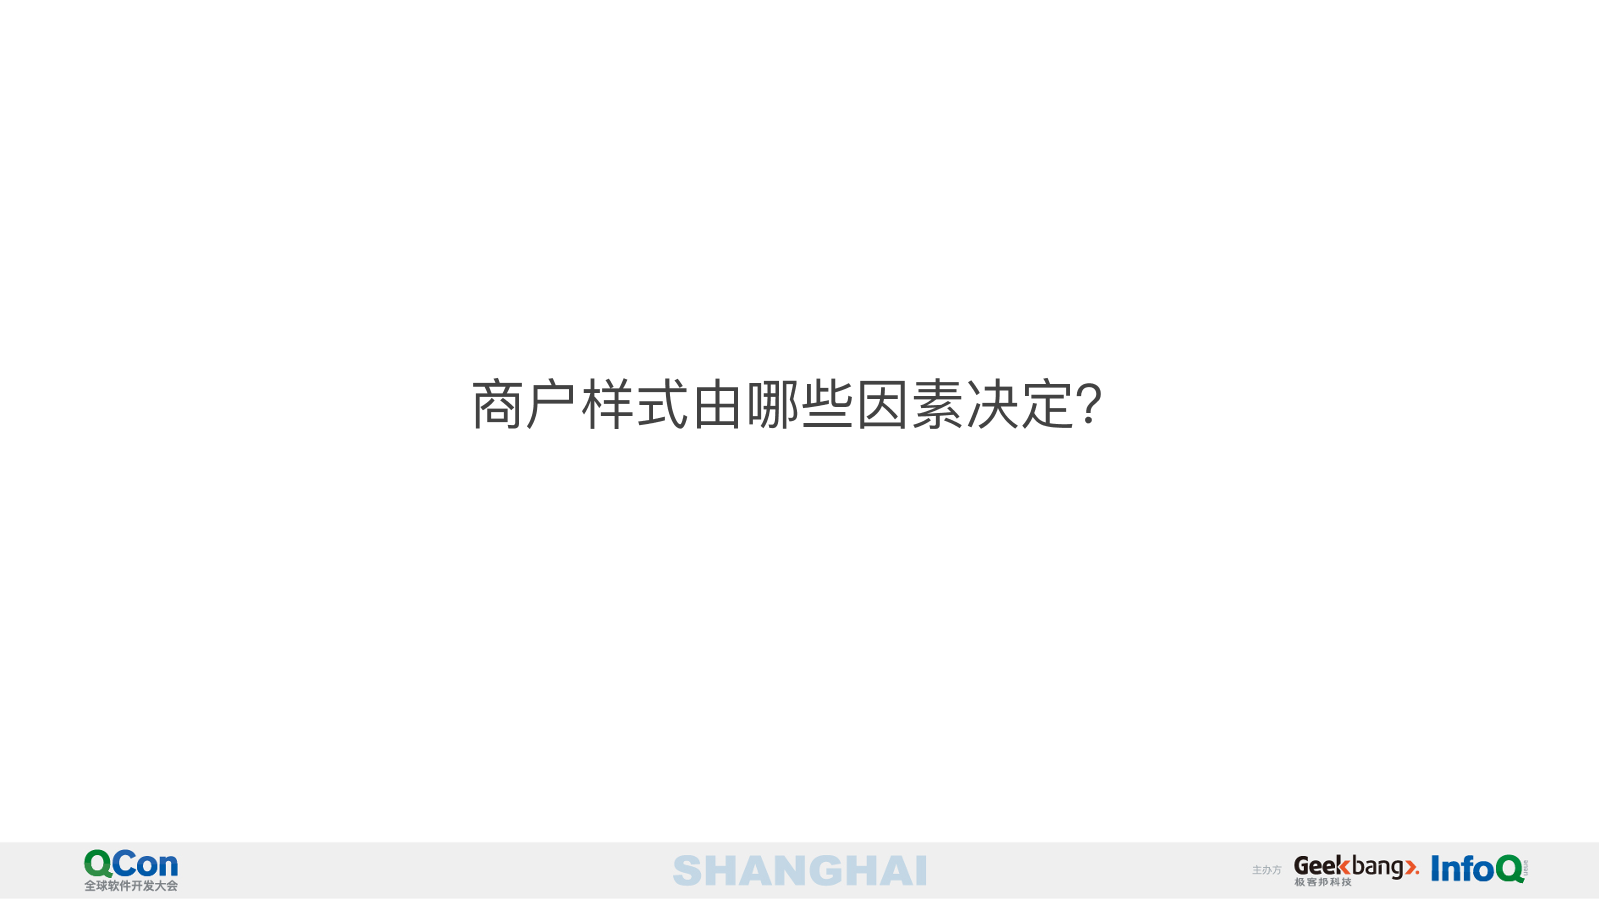 商户样式由哪些因素决定?
QCon
全球软件开发大会
SHANGHAI
主办方
Geekbang>.
极客邦科技
InfoQ